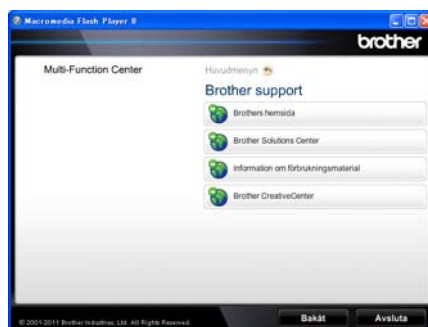 Macromedia Flash Player 8
brother
Multi-Function Center
Huvudmenyn
Brother support
Brothers hemsida
Brother Solutions Center
Information om förbrukningsmaterial
Brother CreativeCenter
© 2001-2011 Brother Industries, Ltd. All Rights Reserved.
Bakåt
Avsluta